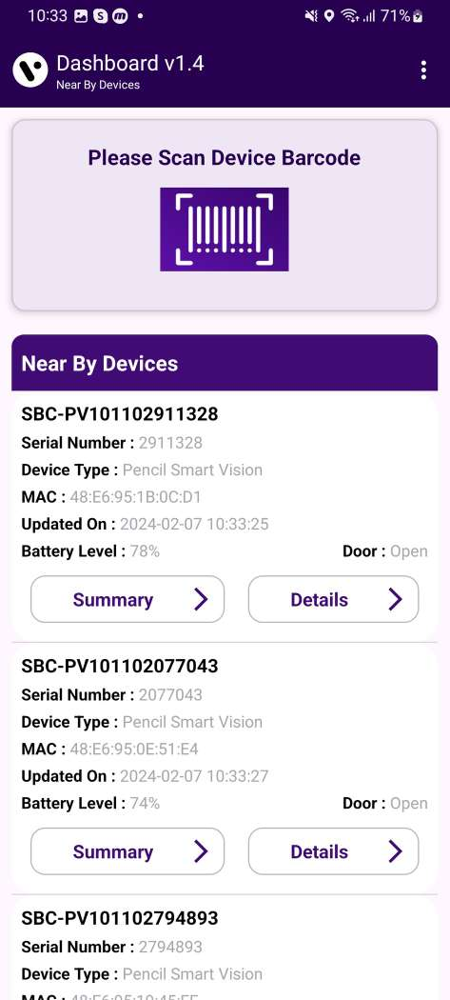 10:33 71%
Dashboard v1.4
Near By Devices
Please Scan Device Barcode
Near By Devices
SBC-PV101102911328
Serial Number : 2911328
Device Type : Pencil Smart Vision
MAC : 48:E6:95:1B:0C:D1
Updated On : 2024-02-07 10:33:25
Battery Level : 78% Door : Open
Summary Details
SBC-PV101102077043
Serial Number : 2077043
Device Type : Pencil Smart Vision
MAC : 48:E6:95:0E:51:E4
Updated On : 2024-02-07 10:33:27
Battery Level : 74% Door : Open
Summary Details
SBC-PV101102794893
Serial Number : 2794893
Device Type : Pencil Smart Vision
MAC :